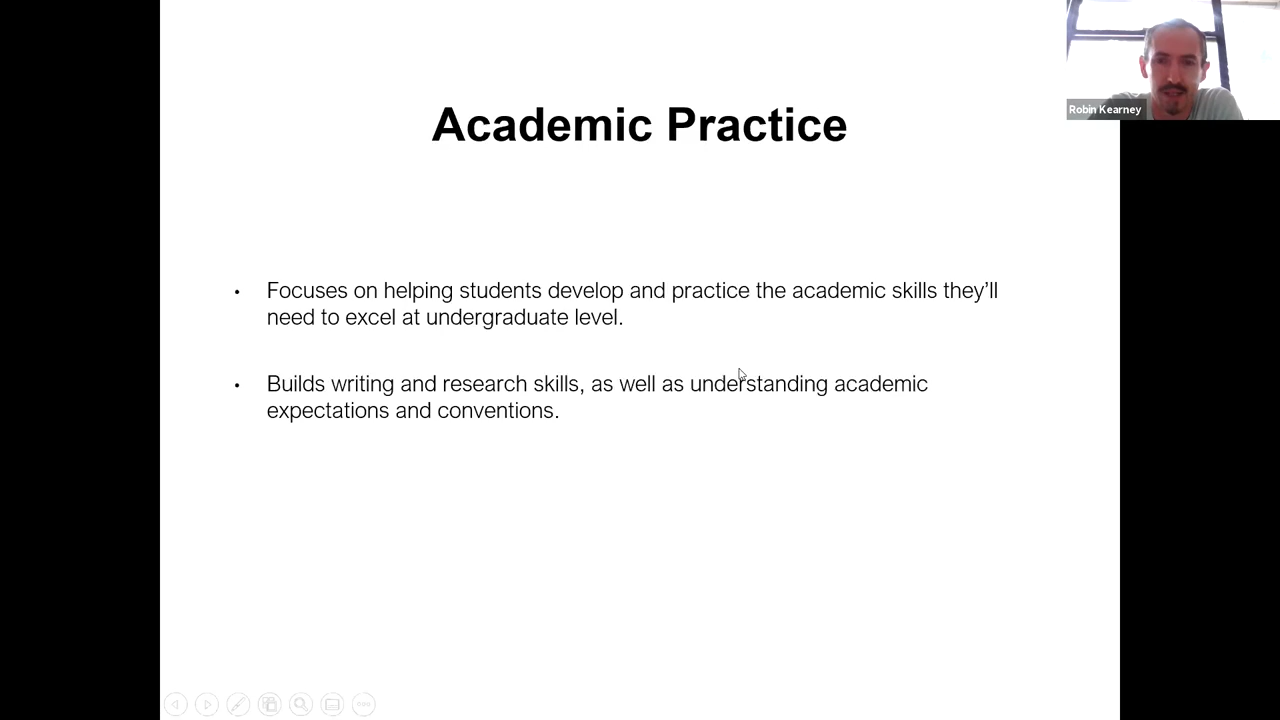 Academic Practice
Robin Kearney
• Focuses on helping students develop and practice the academic skills they’ll
need to excel at undergraduate level.
• Builds writing and research skills, as well as understanding academic
expectations and conventions.